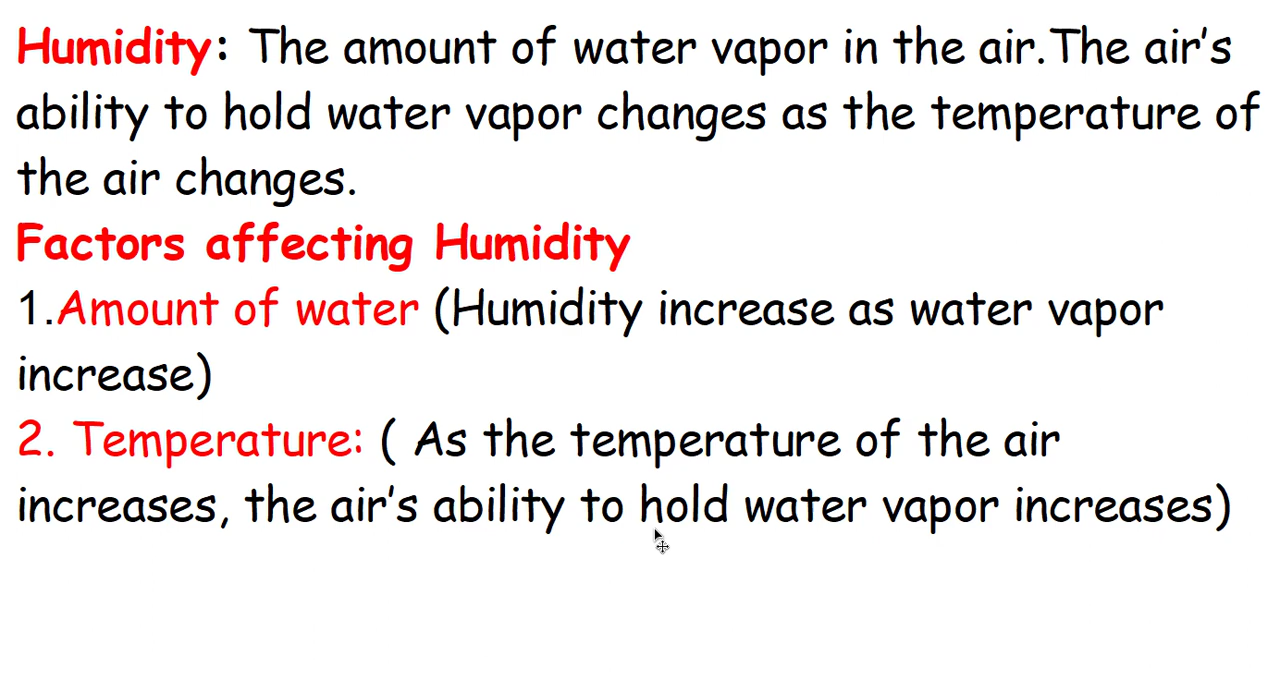 Humidity: The amount of water vapor in the air.The air's
ability to hold water vapor changes as the temperature of
the air changes.
Factors affecting Humidity
1.Amount of water (Humidity increase as water vapor
increase)
2. Temperature: ( As the temperature of the air
increases, the air's ability to hold water vapor increases)